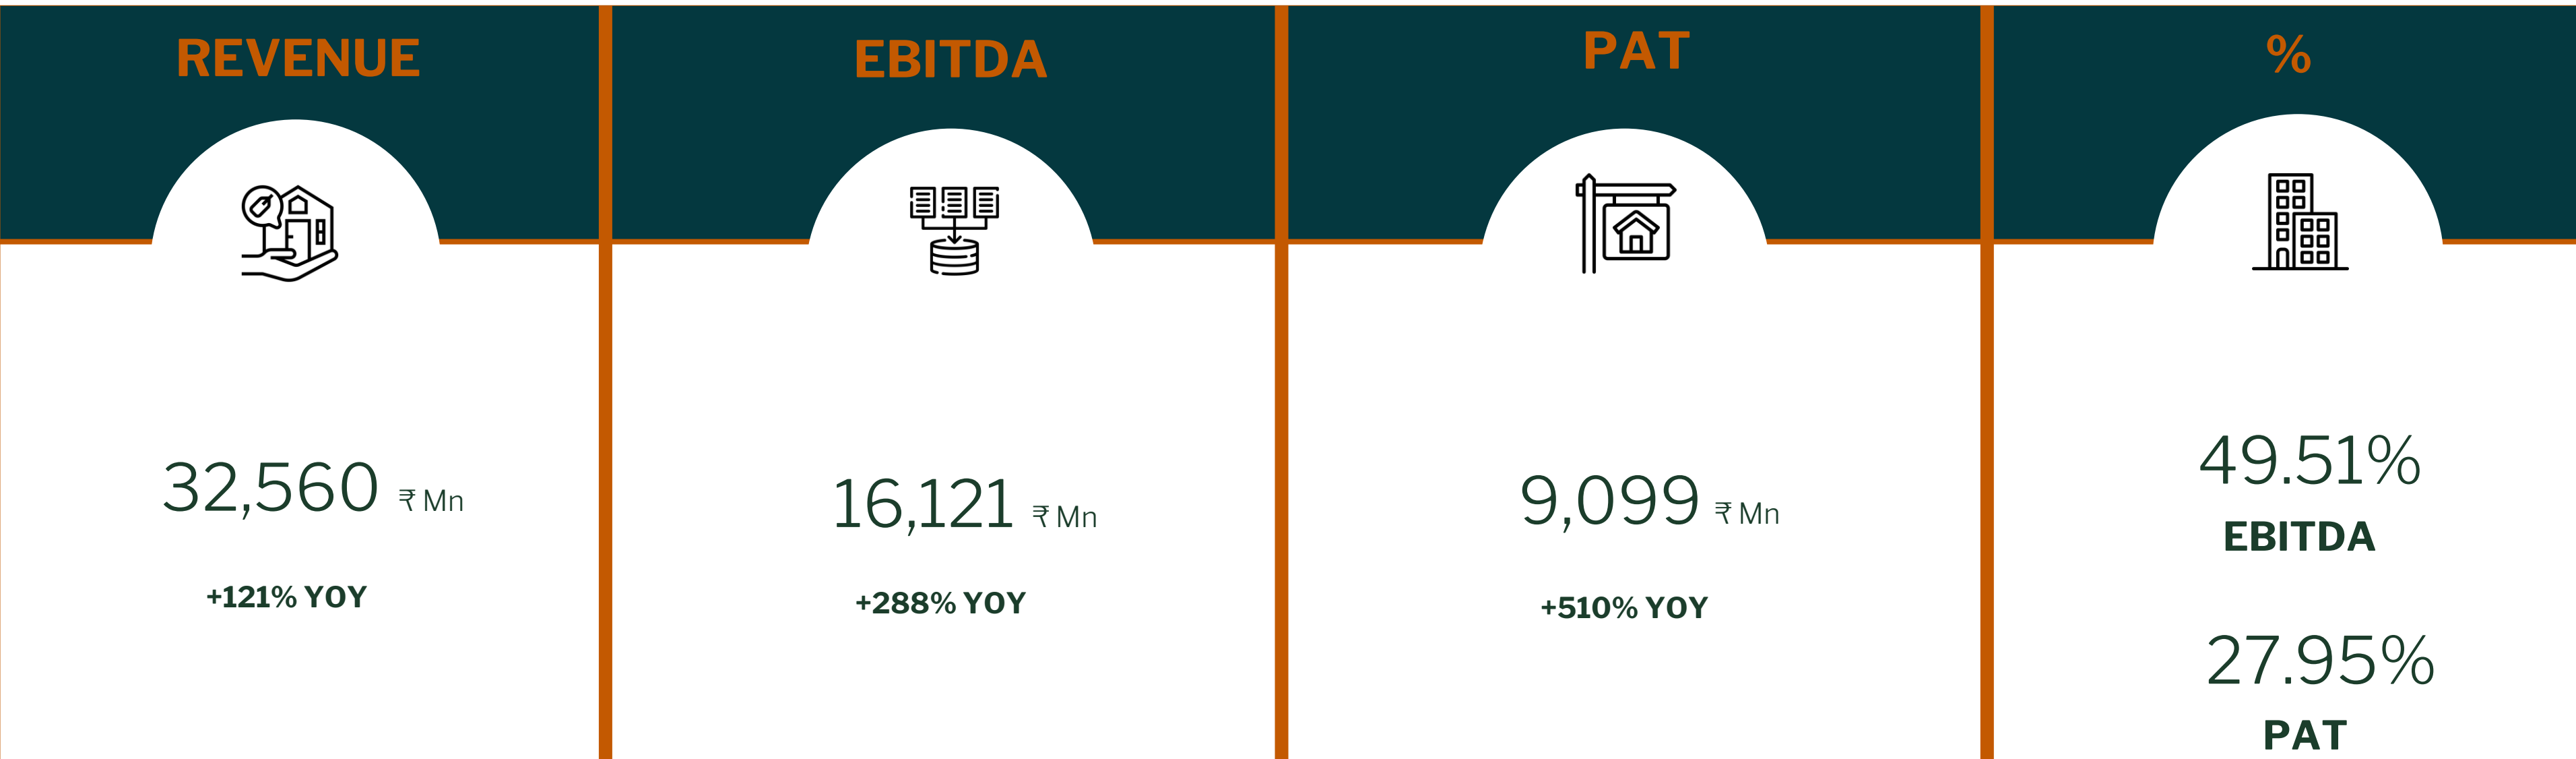 REVENUE
32,560 ₹ Mn
+121% YOY
EBITDA
16,121 ₹ Mn
+288% YOY
PAT
9,099 ₹ Mn
+510% YOY
%
49.51%
EBITDA
27.95%
PAT